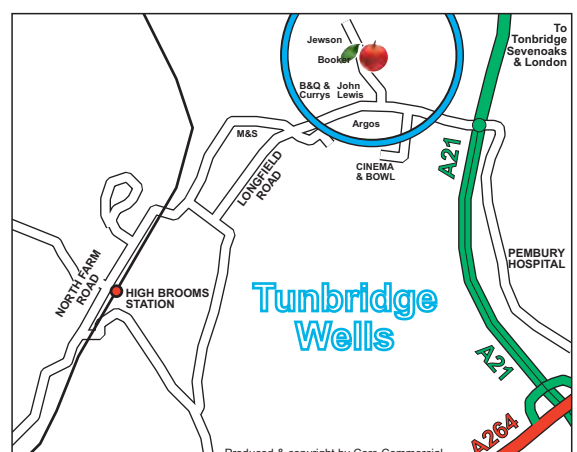 To
Tonbridge
Sevenoaks
& London
Jewson
Booker
B&Q &
Currys
John
Lewis
Argos
M&S
CINEMA
& BOWL
LONGFIELD
ROAD
A21
PEMBURY
HOSPITAL
NORTH FARM
ROAD
HIGH BROOMS
STATION
Tunbridge
Wells
A21
A264